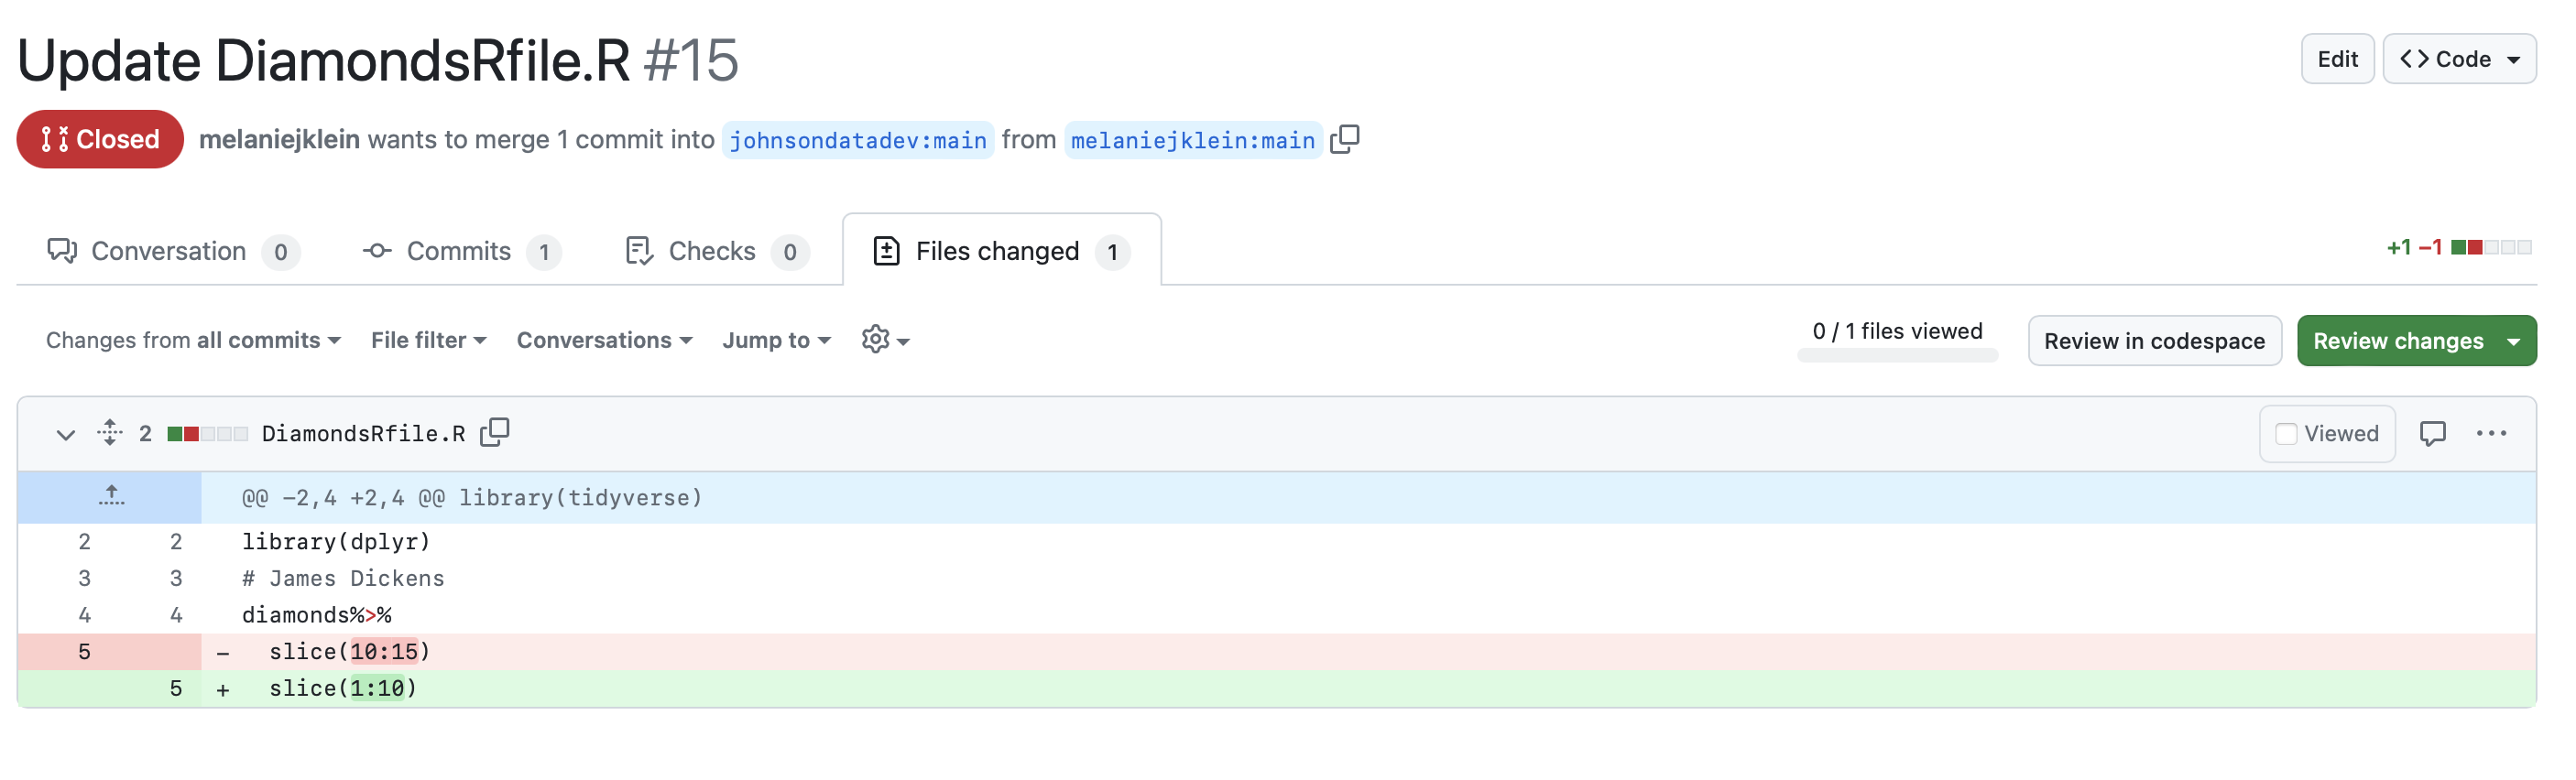 Update DiamondsRfile.R #15
Edit
Code
Closed
melaniejklein wants to merge 1 commit into johnsondatadev:main from melaniejklein:main
Conversation 0
Commits 1
Checks 0
Files changed 1
+1 −1
Changes from all commits
File filter
Conversations
Jump to
0 / 1 files viewed
Review in codespace
Review changes
2 DiamondsRfile.R
Viewed
@@ −2,4 +2,4 @@ library(tidyverse)
2 2 library(dplyr)
3 3 # James Dickens
4 4 diamonds%>%
5 − slice(10:15)
5 + slice(1:10)